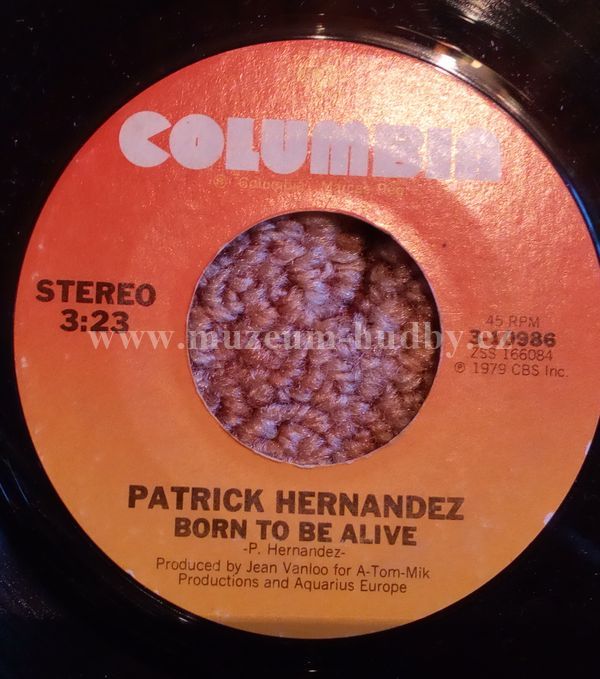 COLUMBIA
STEREO
3:23
www.muzeum-hudby.cz
45 RPM
ZSS 166084
℗ 1979 CBS Inc.
PATRICK HERNANDEZ
BORN TO BE ALIVE
-P. Hernandez-
Produced by Jean Vanloo for A-Tom-Mik
Productions and Aquarius Europe